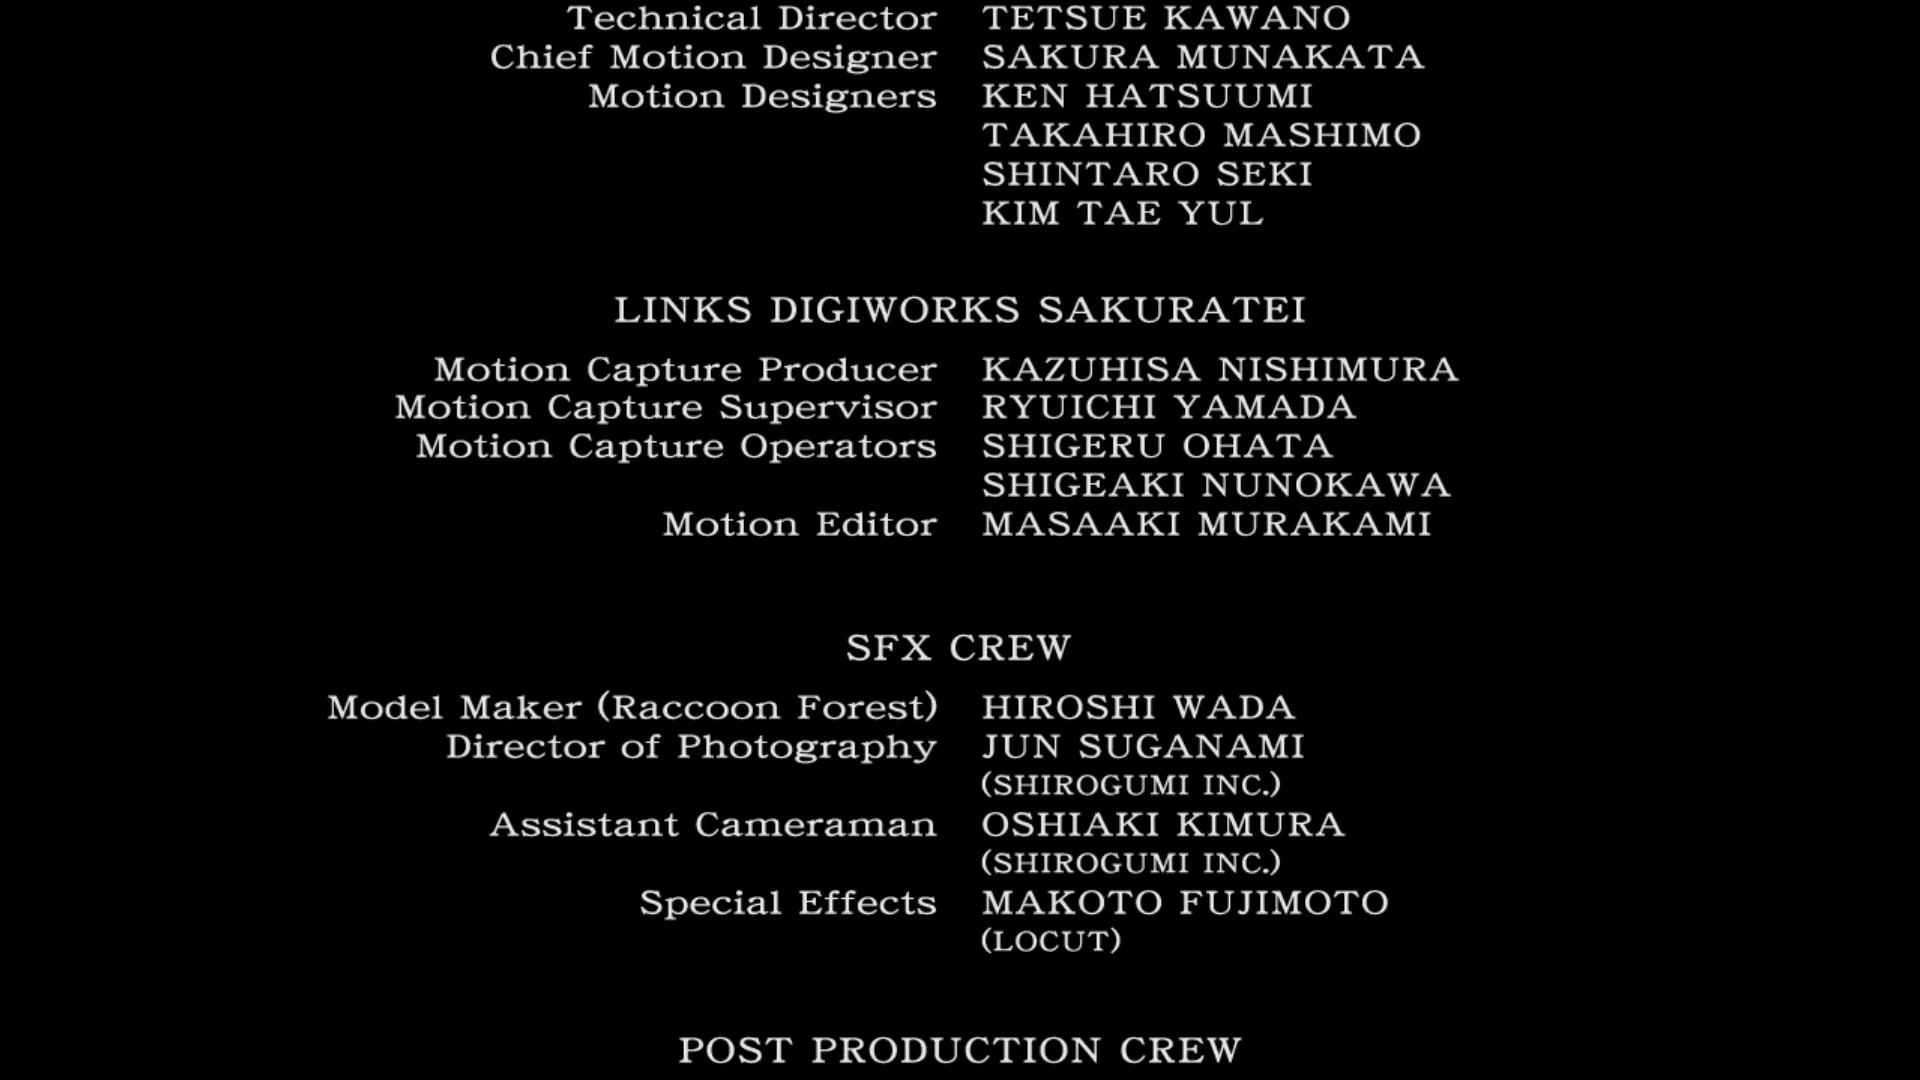 Technical Director TETSUE KAWANO
Chief Motion Designer SAKURA MUNAKATA
Motion Designers KEN HATSUUMI
TAKAHIRO MASHIMO
SHINTARO SEKI
KIM TAE YUL
LINKS DIGIWORKS SAKURATEI
Motion Capture Producer KAZUHISA NISHIMURA
Motion Capture Supervisor RYUICHI YAMADA
Motion Capture Operators SHIGERU OHATA
SHIGEAKI NUNOKAWA
Motion Editor MASAAKI MURAKAMI
SFX CREW
Model Maker (Raccoon Forest) HIROSHI WADA
Director of Photography JUN SUGANAMI
(SHIROGUMI INC.)
Assistant Cameraman OSHIAKI KIMURA
(SHIROGUMI INC.)
Special Effects MAKOTO FUJIMOTO
(LOCUT)
POST PRODUCTION CREW